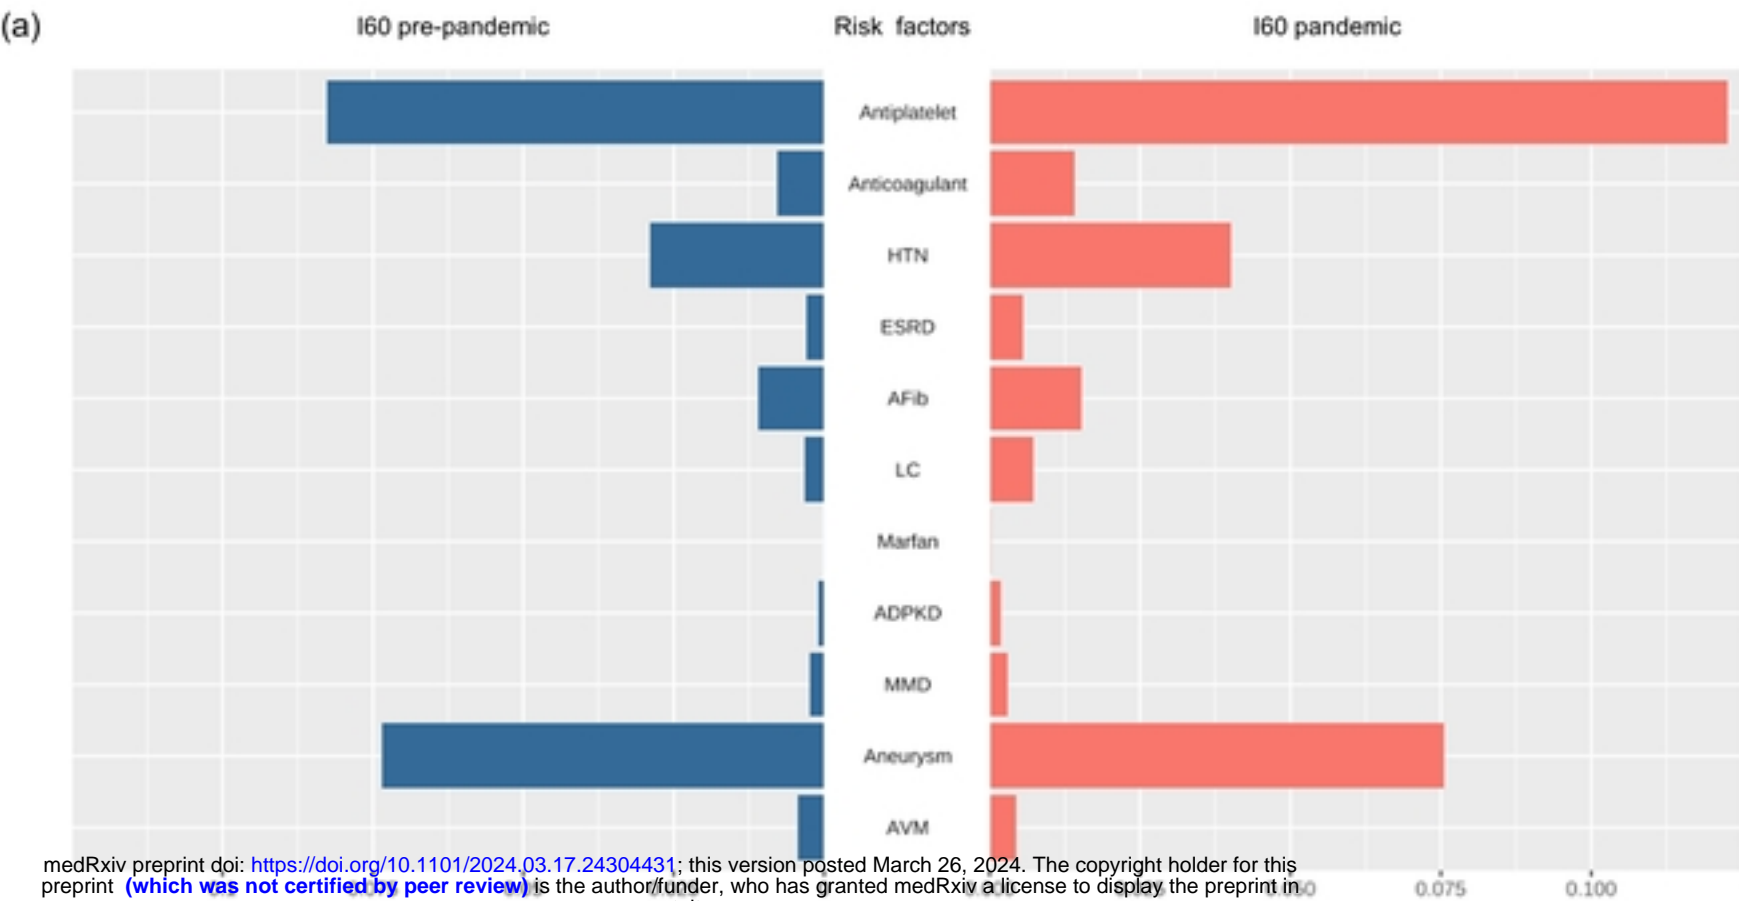 (a)
I60 pre-pandemic Risk factors I60 pandemic
Antiplatelet
Anticoagulant
HTN
ESRD
AFib
LC
Marfan
ADPKD
MMD
Aneurysm
AVM
medRxiv preprint doi: https://doi.org/10.1101/2024.03.17.24304431; this version posted March 26, 2024. The copyright holder for this
preprint (which was not certified by peer review) is the author/funder, who has granted medRxiv a license to display the preprint in
0.075 0.100